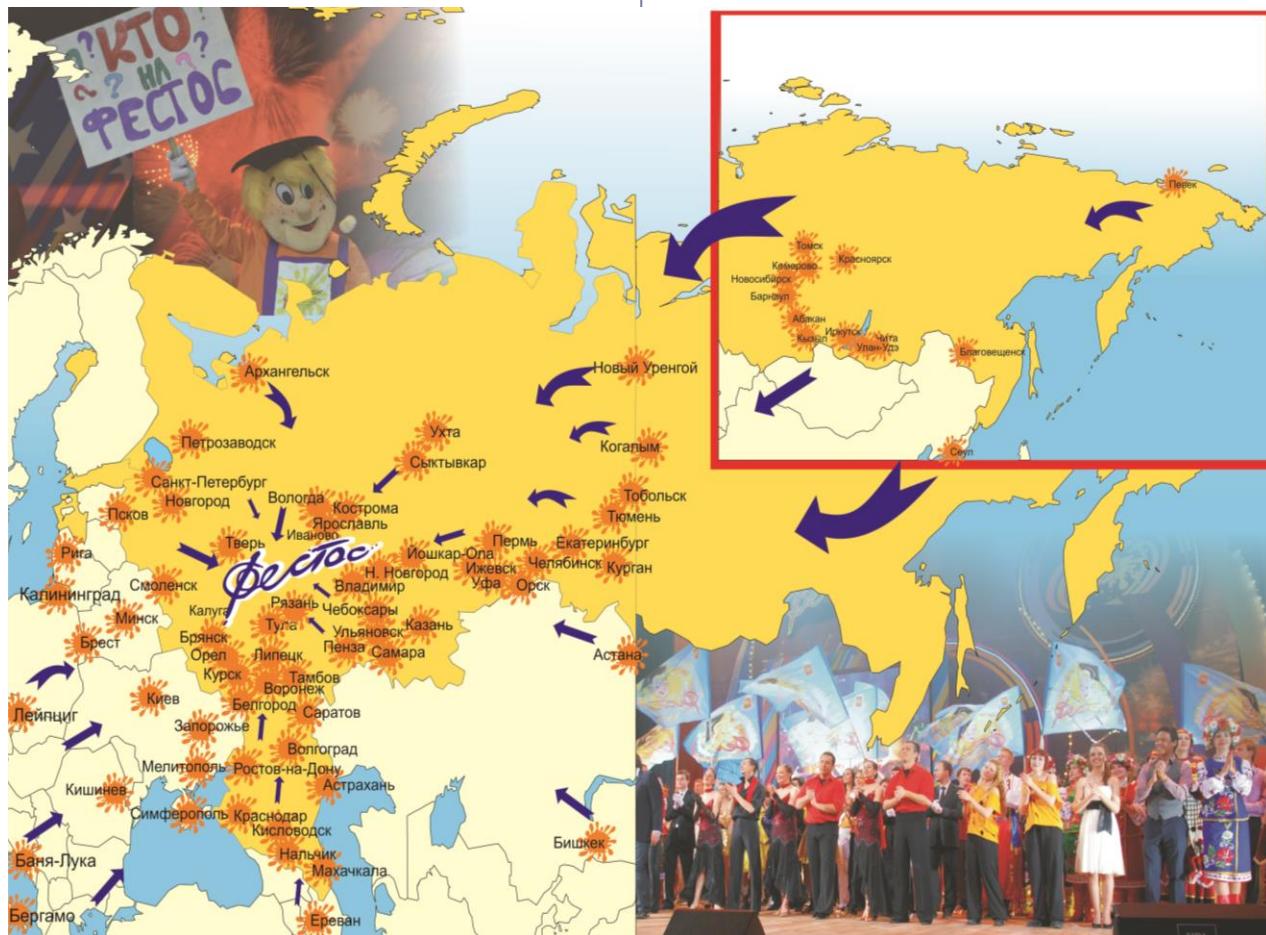 КТО
НА
ФЕСТОС
Певек
Томск
Кемерово
Красноярск
Новосибирск
Барнаул
Абакан
Кызыл
Иркутск
Чита
Улан-Удэ
Благовещенск
Сеул
Архангельск
Новый Уренгой
Петрозаводск
Ухта
Когалым
Сыктывкар
Санкт-Петербург
Вологда
Тобольск
Новгород
Кострома
Псков
Ярославль
Тюмень
Иваново
Тверь
Пермь
Екатеринбург
Рига
Йошкар-Ола
Фестос
Челябинск
Курган
Ижевск
Н. Новгород
Уфа
Орск
Смоленск
Владимир
Калининград
Рязань
Чебоксары
Калуга
Минск
Тула
Ульяновск
Казань
Брест
Брянск
Пенза
Самара
Астана
Орел
Липецк
Курск
Тамбов
Воронеж
Киев
Белгород
Саратов
Лейпциг
Запорожье
Волгоград
Мелитополь
Ростов-на-Дону
Астрахань
Кишинев
Симферополь
Краснодар
Кисловодск
Бишкек
Нальчик
Баня-Лука
Махачкала
Бергамо
Ереван